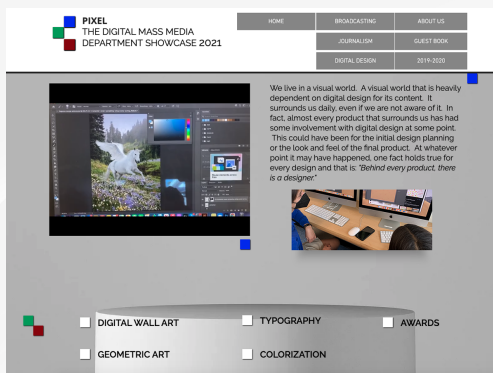 PIXEL
THE DIGITAL MASS MEDIA
DEPARTMENT SHOWCASE 2021
HOME
BROADCASTING
ABOUT US
JOURNALISM
GUEST BOOK
DIGITAL DESIGN
2019-2020
We live in a visual world. A visual world that is heavily
dependent on digital design for its content. It
surrounds us daily, even if we are not aware of it. In
fact, almost every product that surrounds us has had
some involvement with digital design at some point.
This could have been for the initial design planning
or the look and feel of the final product. At whatever
point it may have happened, one fact holds true for
every design and that is: "Behind every product, there
is a designer."
DIGITAL WALL ART
TYPOGRAPHY
AWARDS
GEOMETRIC ART
COLORIZATION